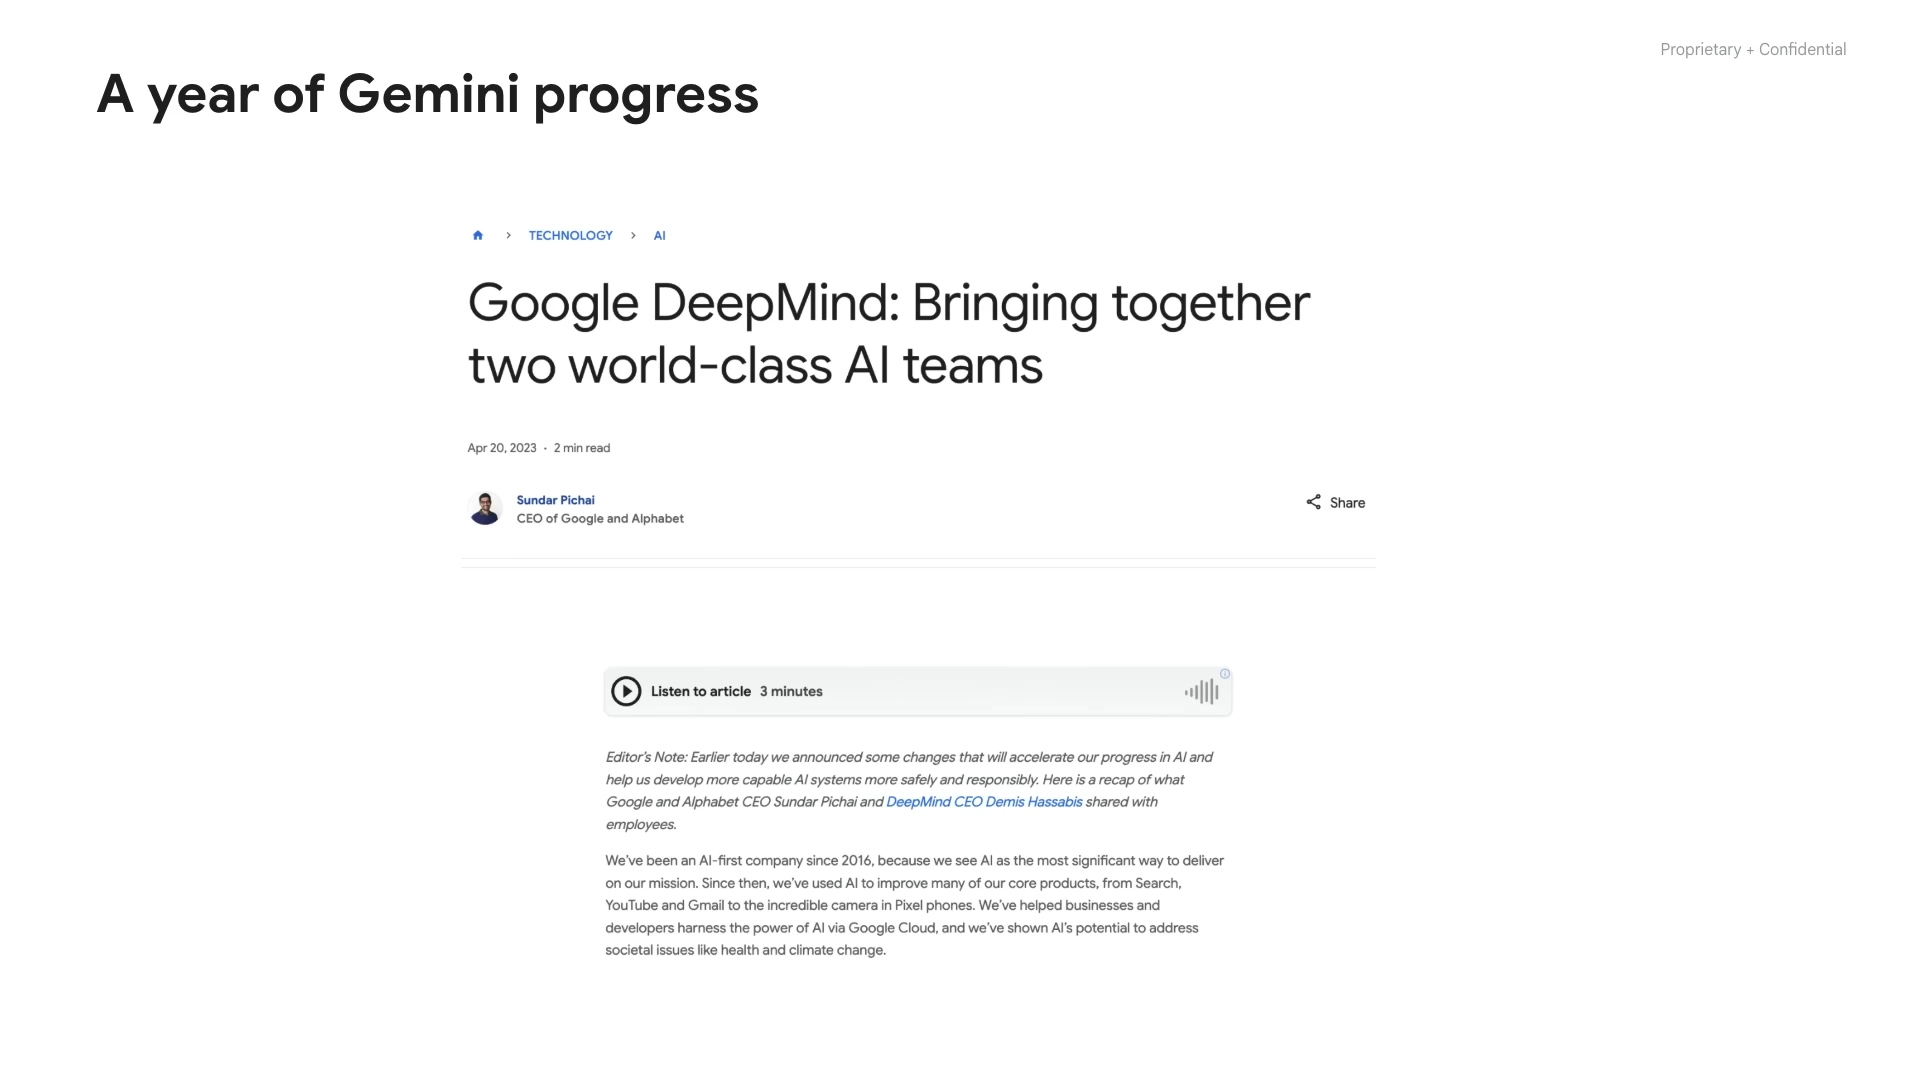 Proprietary + Confidential
A year of Gemini progress
TECHNOLOGY > AI
Google DeepMind: Bringing together
two world-class AI teams
Apr 20, 2023 · 2 min read
Sundar Pichai
CEO of Google and Alphabet
Share
Listen to article 3 minutes
Editor's Note: Earlier today we announced some changes that will accelerate our progress in AI and
help us develop more capable AI systems more safely and responsibly. Here is a recap of what
Google and Alphabet CEO Sundar Pichai and DeepMind CEO Demis Hassabis shared with
employees.
We've been an AI-first company since 2016, because we see AI as the most significant way to deliver
on our mission. Since then, we've used AI to improve many of our core products, from Search,
YouTube and Gmail to the incredible camera in Pixel phones. We've helped businesses and
developers harness the power of AI via Google Cloud, and we've shown AI's potential to address
societal issues like health and climate change.